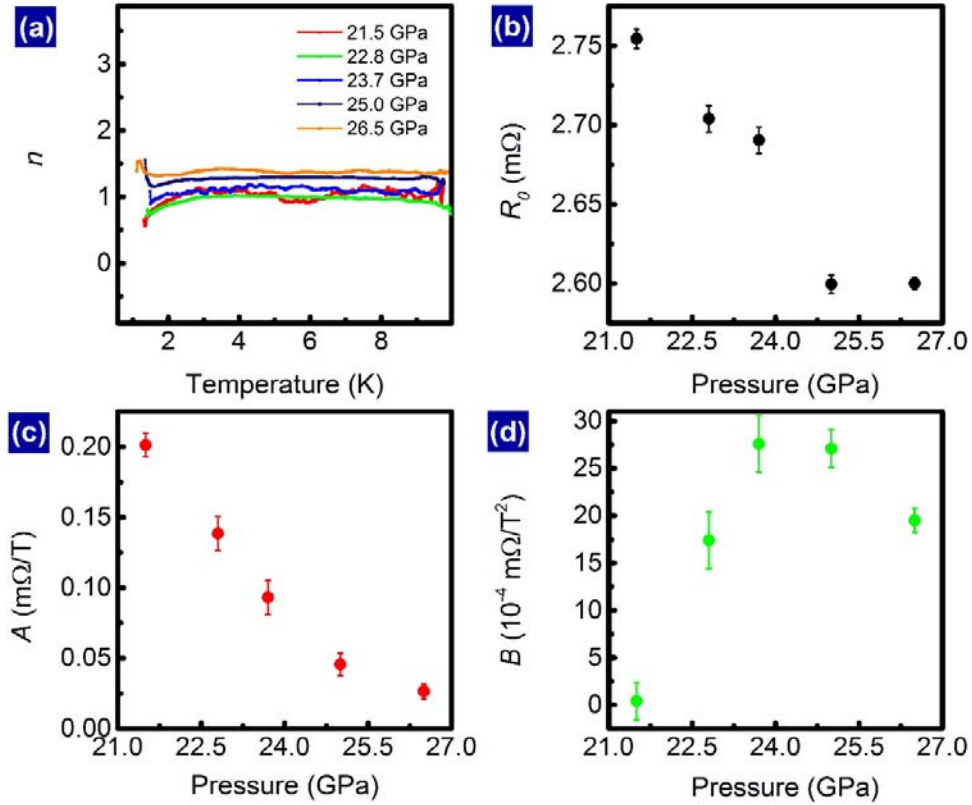 (a)
21.5 GPa
22.8 GPa
23.7 GPa
25.0 GPa
26.5 GPa
3
2
1
0
n
2 4 6 8
Temperature (K)
(b)
2.75
2.70
2.65
2.60
R₀ (mΩ)
21.0 22.5 24.0 25.5 27.0
Pressure (GPa)
(c)
0.20
0.15
0.10
0.05
0.00
A (mΩ/T)
21.0 22.5 24.0 25.5 27.0
Pressure (GPa)
(d)
30
25
20
15
10
5
0
B (10⁻⁴ mΩ/T²)
21.0 22.5 24.0 25.5 27.0
Pressure (GPa)